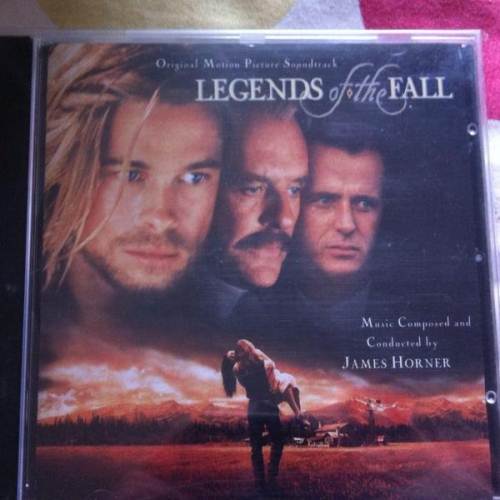 Original Motion Picture Soundtrack
LEGENDS of the FALL
Music Composed and
Conducted by
JAMES HORNER